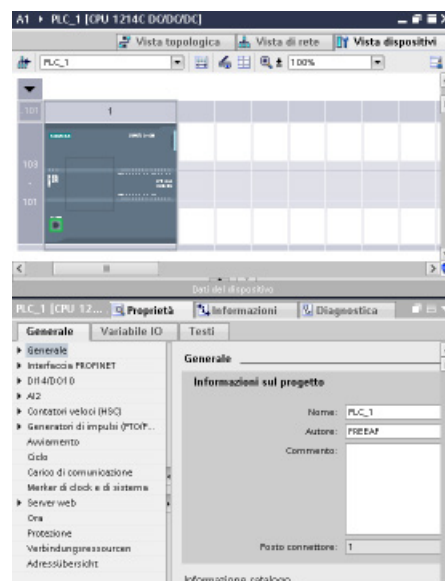 A1 ▸ PLC_1 [CPU 1214C DC/DC/DC]
Vista topologica Vista di rete Vista dispositivi
PLC_1 100%
101 1
103
-
101
Dati del dispositivo
PLC_1 [CPU 12... Proprietà Informazioni Diagnostica
Generale Variabile IO Testi
Generale
Interfaccia PROFINET
DI14/DO10
AI2
Contatori veloci (HSC)
Generatori di impulsi (PTO/P...
Avviamento
Ciclo
Carico di comunicazione
Merker di clock e di sistema
Server web
Ora
Protezione
Verbindungsressourcen
Adressübersicht
Generale
Informazioni sul progetto
Nome: PLC_1
Autore: FREEAF
Commento:
Posto connettore: 1
Informazione catalogo